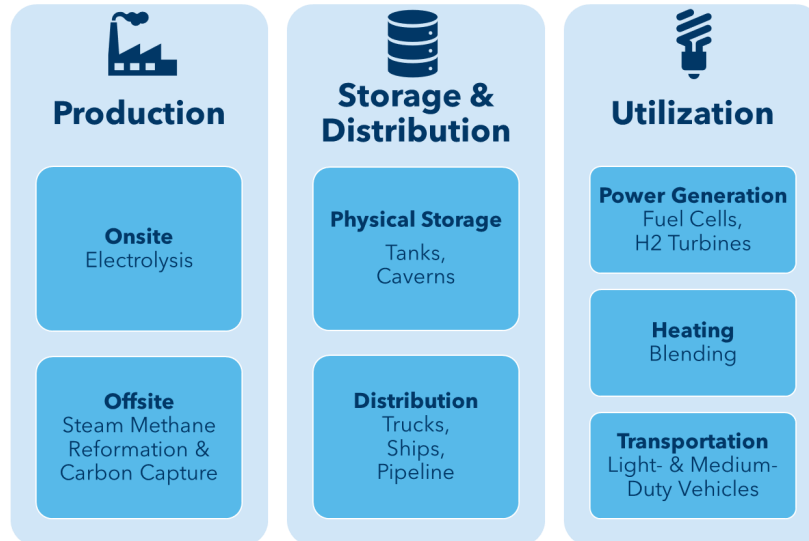 Production
Onsite
Electrolysis
Offsite
Steam Methane
Reformation &
Carbon Capture
Storage &
Distribution
Physical Storage
Tanks,
Caverns
Distribution
Trucks,
Ships,
Pipeline
Utilization
Power Generation
Fuel Cells,
H2 Turbines
Heating
Blending
Transportation
Light- & Medium-
Duty Vehicles